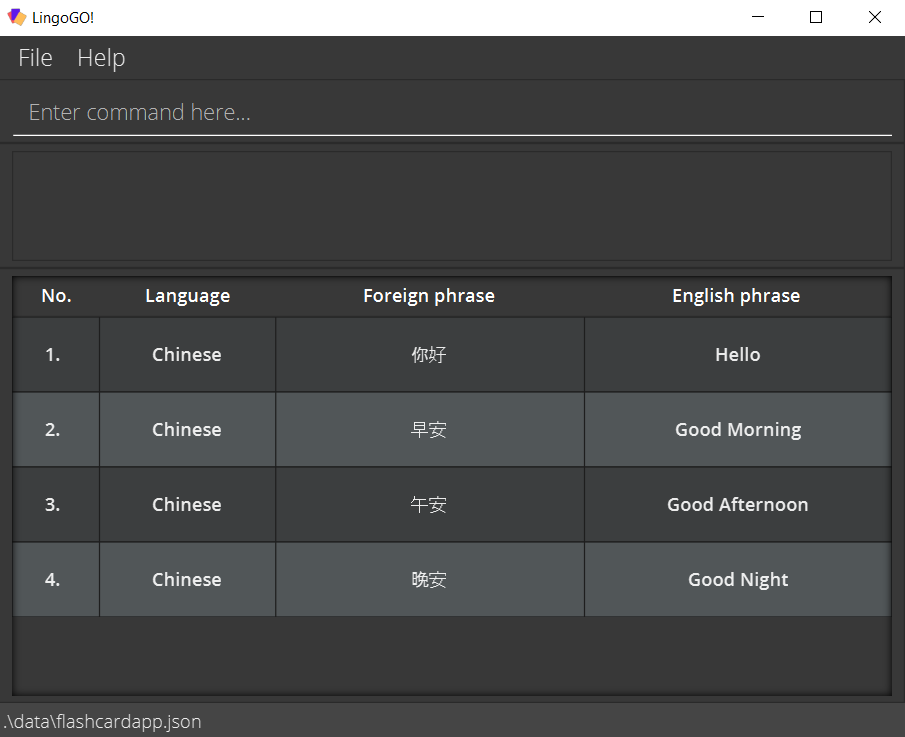 LingoGO!
File Help
Enter command here...
No. Language Foreign phrase English phrase
1. Chinese 你好 Hello
2. Chinese 早安 Good Morning
3. Chinese 午安 Good Afternoon
4. Chinese 晚安 Good Night
.\data\flashcardapp.json